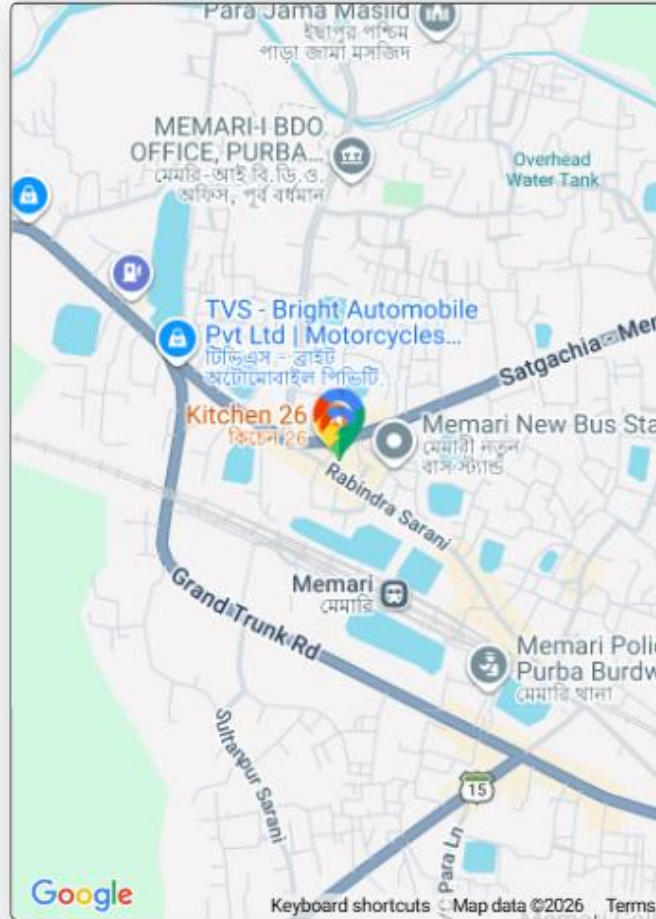 Para Jama Masjid
ইছাপুর পশ্চিম
পাড়া জামা মসজিদ
MEMARI-I BDO
OFFICE, PURBA...
মেমরি-আই বি.ডি.ও.
অফিস, পূর্ব বর্ধমান
Overhead
Water Tank
TVS - Bright Automobile
Pvt Ltd | Motorcycles...
টিভিএস - ব্রাইট
অটোমোবাইল পিভিটি.
Satgachia - Mer
Kitchen 26
কিচেন 26
Memari New Bus Sta
মেমারী নতুন
বাস স্ট্যান্ড
Rabindra Sarani
Memari
মেমারি
Grand Trunk Rd
Memari Polic
Purba Burdw
মেমারি থানা
Sultanpur Sarani
15
Para Ln
Google
Keyboard shortcuts Map data ©2026 Terms